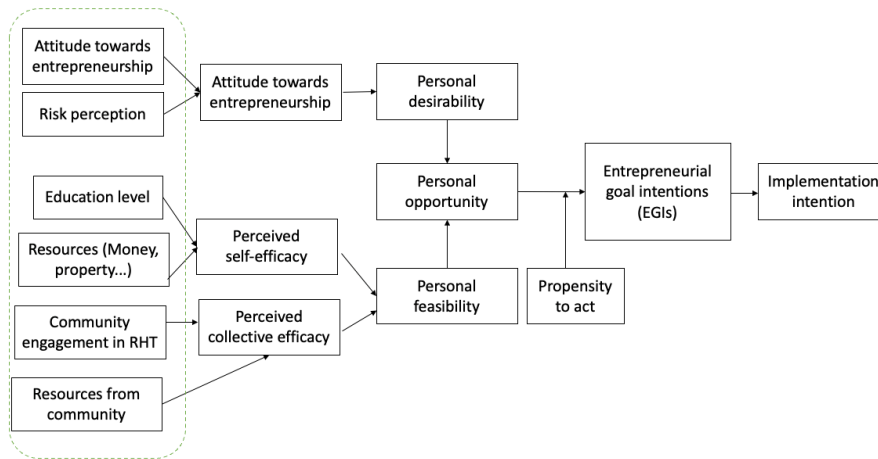 Attitude towards
entrepreneurship
Risk perception
Education level
Resources (Money,
property...)
Community
engagement in RHT
Resources from
community
Attitude towards
entrepreneurship
Perceived
self-efficacy
Perceived
collective efficacy
Personal
desirability
Personal
opportunity
Personal
feasibility
Propensity
to act
Entrepreneurial
goal intentions
(EGIs)
Implementation
intention